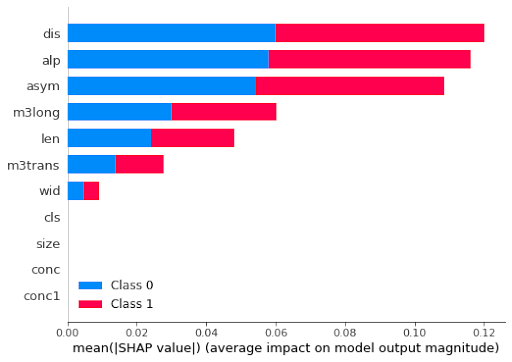 dis
alp
asym
m3long
len
m3trans
wid
cls
size
conc
conc1
Class 0
Class 1
0.00 0.02 0.04 0.06 0.08 0.10 0.12
mean(|SHAP value|) (average impact on model output magnitude)